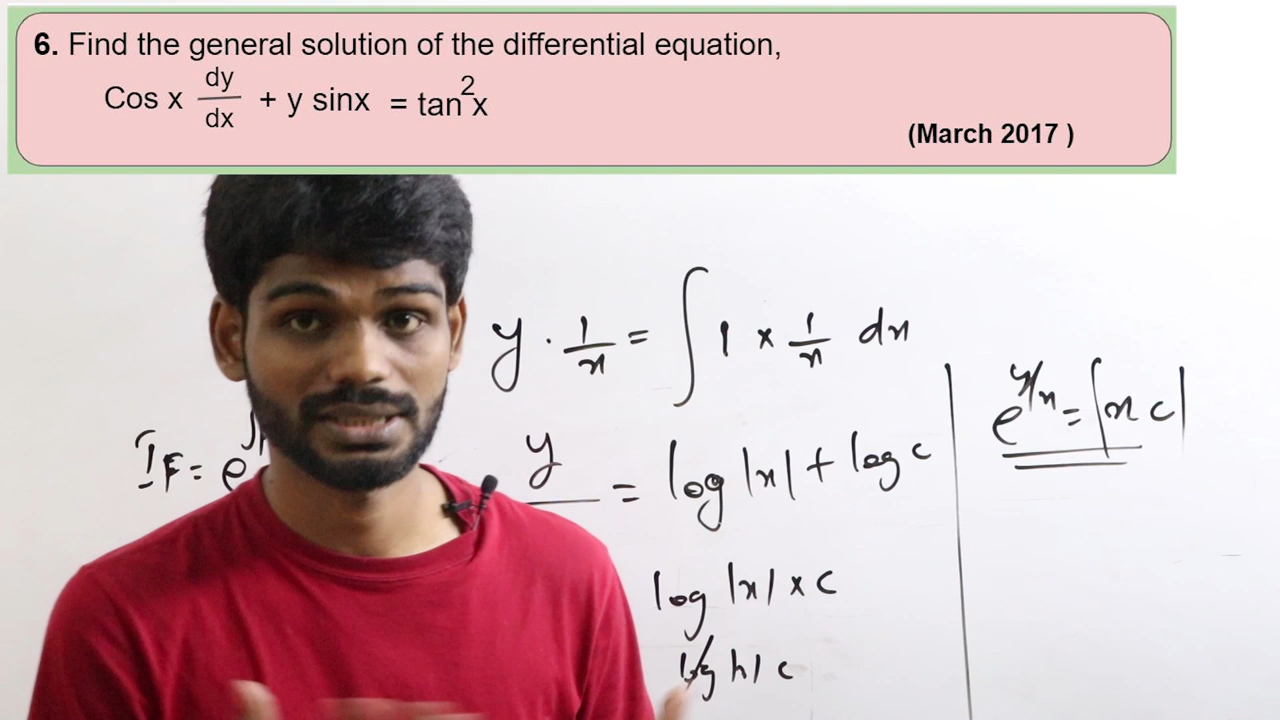 6. Find the general solution of the differential equation,
Cos x dy/dx + y sinx = tan²x
(March 2017 )
y · 1/x = ∫ 1 × 1/x dx
e^y/x = |x c|
IF = e^∫
y = log |x| + log c
log |x| × c
log |x| c